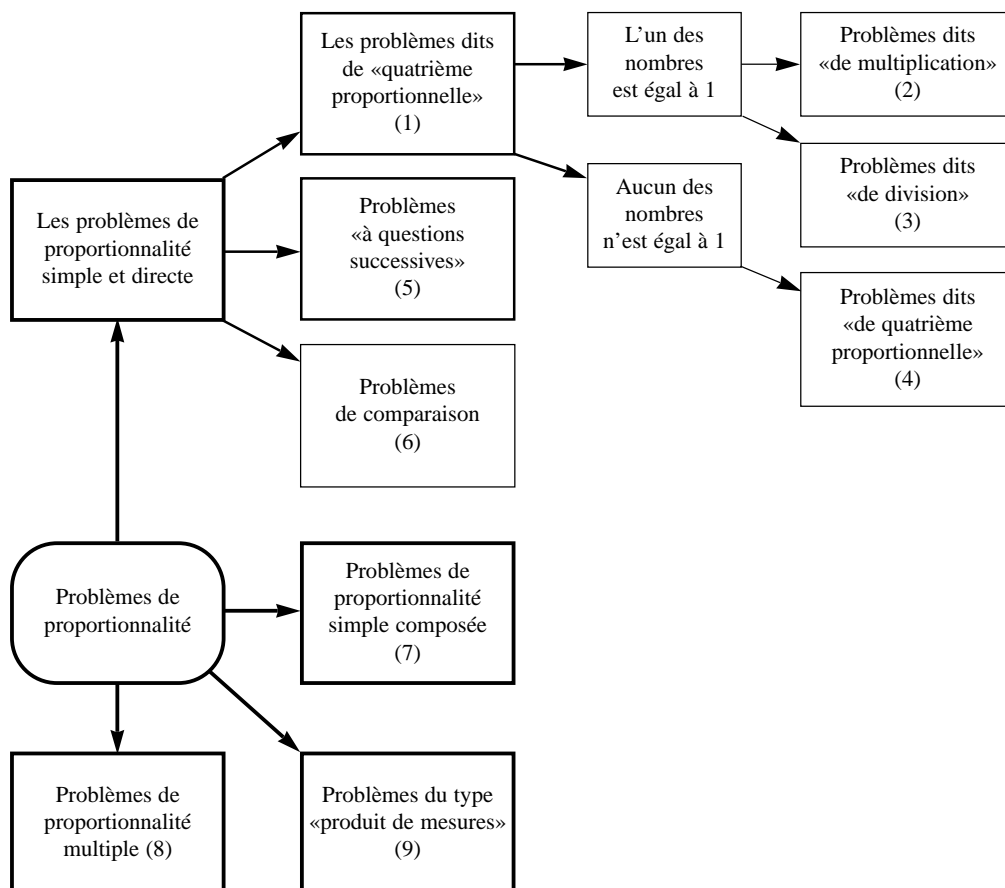 Les problèmes dits
de «quatrième
proportionnelle»
(1)
L’un des
nombres
est égal à 1
Problèmes dits
«de multiplication»
(2)
Les problèmes de
proportionnalité
simple et directe
Problèmes
«à questions
successives»
(5)
Aucun des
nombres
n’est égal à 1
Problèmes dits
«de division»
(3)
Problèmes dits
«de quatrième
proportionnelle»
(4)
Problèmes
de comparaison
(6)
Problèmes de
proportionnalité
Problèmes de
proportionnalité
simple composée
(7)
Problèmes de
proportionnalité
multiple (8)
Problèmes du type
«produit de mesures»
(9)